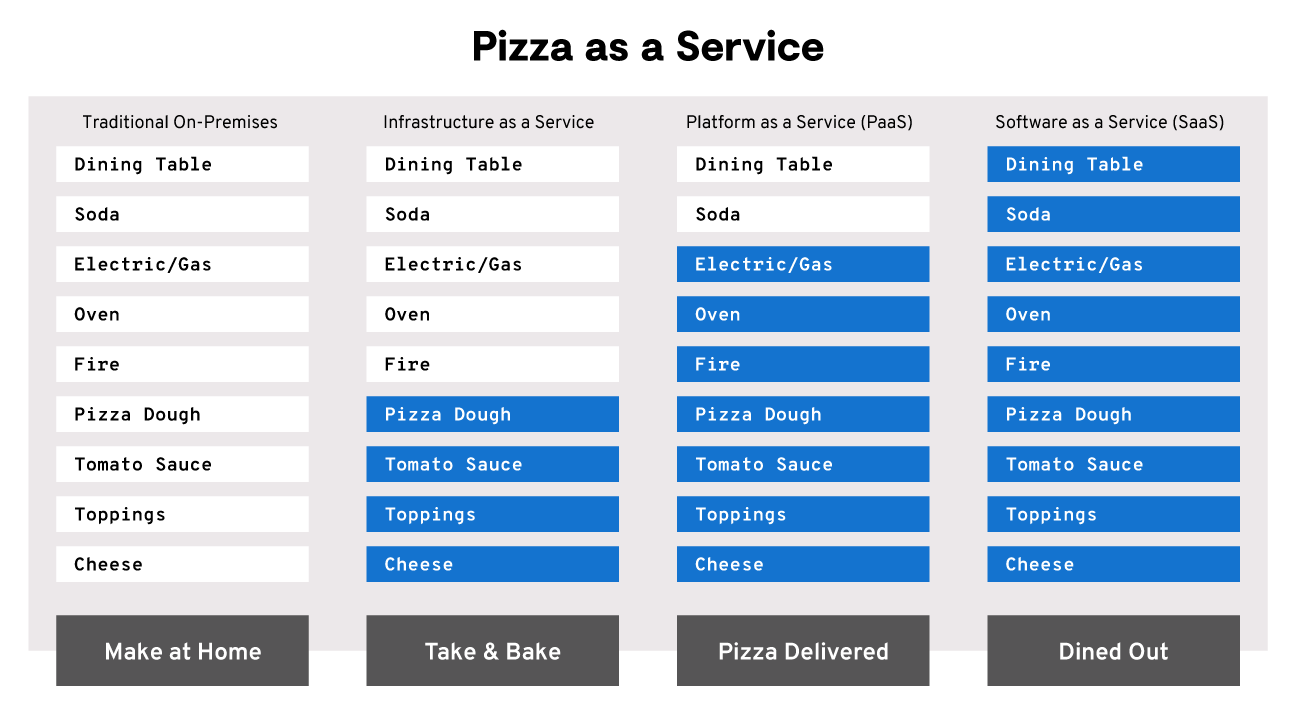 Pizza as a Service
Traditional On-Premises
Dining Table
Soda
Electric/Gas
Oven
Fire
Pizza Dough
Tomato Sauce
Toppings
Cheese
Make at Home
Infrastructure as a Service
Dining Table
Soda
Electric/Gas
Oven
Fire
Pizza Dough
Tomato Sauce
Toppings
Cheese
Take & Bake
Platform as a Service (PaaS)
Dining Table
Soda
Electric/Gas
Oven
Fire
Pizza Dough
Tomato Sauce
Toppings
Cheese
Pizza Delivered
Software as a Service (SaaS)
Dining Table
Soda
Electric/Gas
Oven
Fire
Pizza Dough
Tomato Sauce
Toppings
Cheese
Dined Out